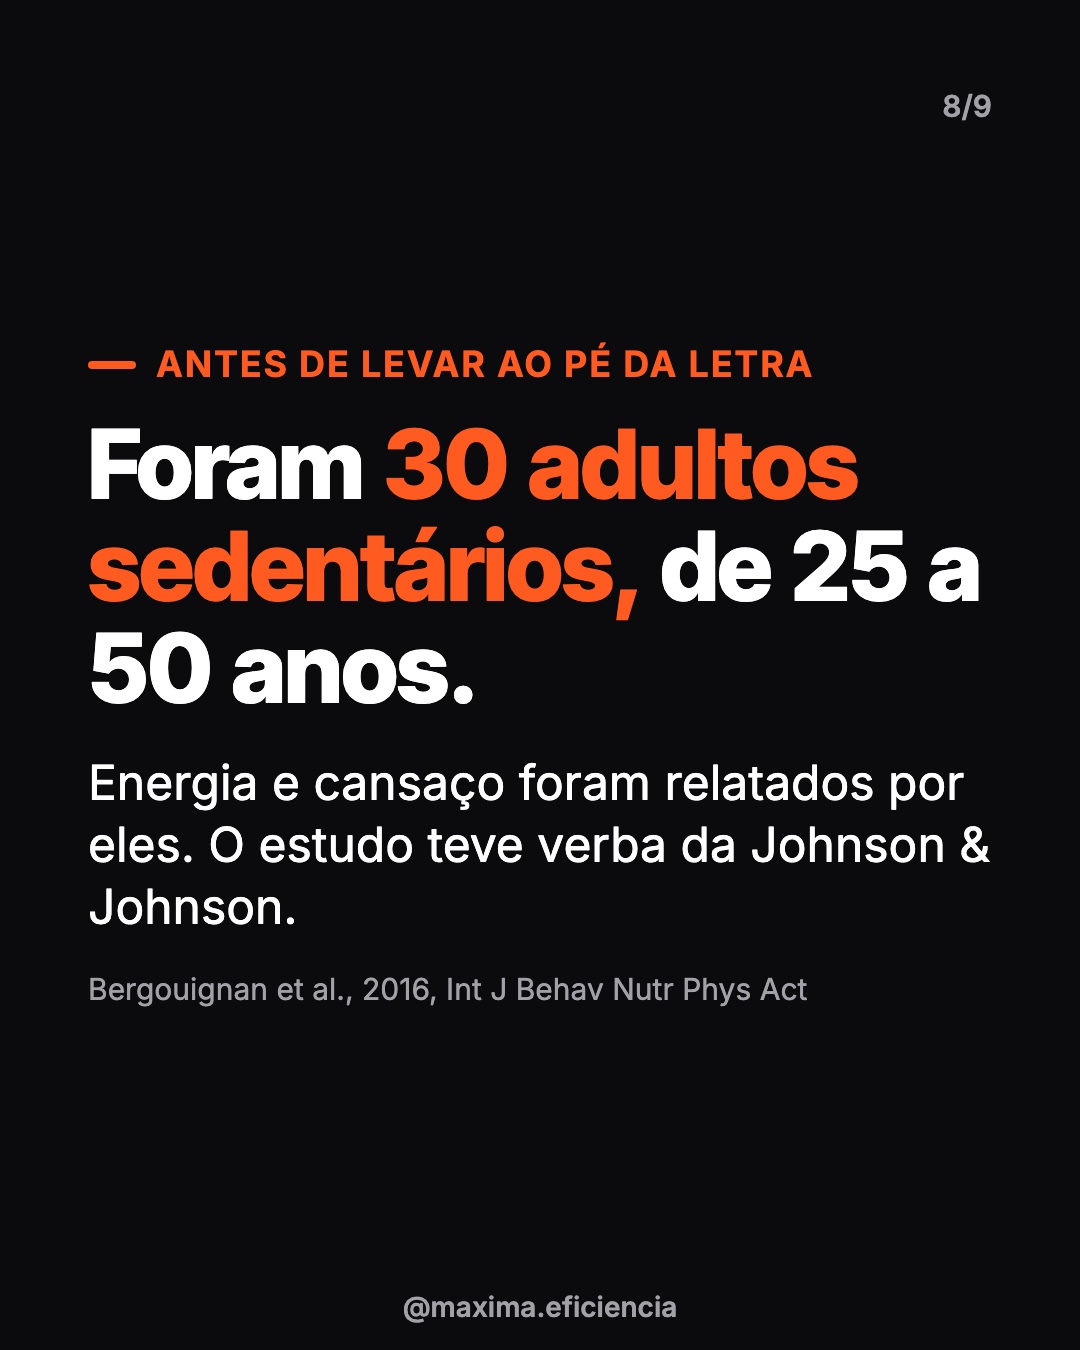 8/9
ANTES DE LEVAR AO PÉ DA LETRA
Foram 30 adultos
sedentários, de 25 a
50 anos.
Energia e cansaço foram relatados por
eles. O estudo teve verba da Johnson &
Johnson.
Bergouignan et al., 2016, Int J Behav Nutr Phys Act
@maxima.eficiencia